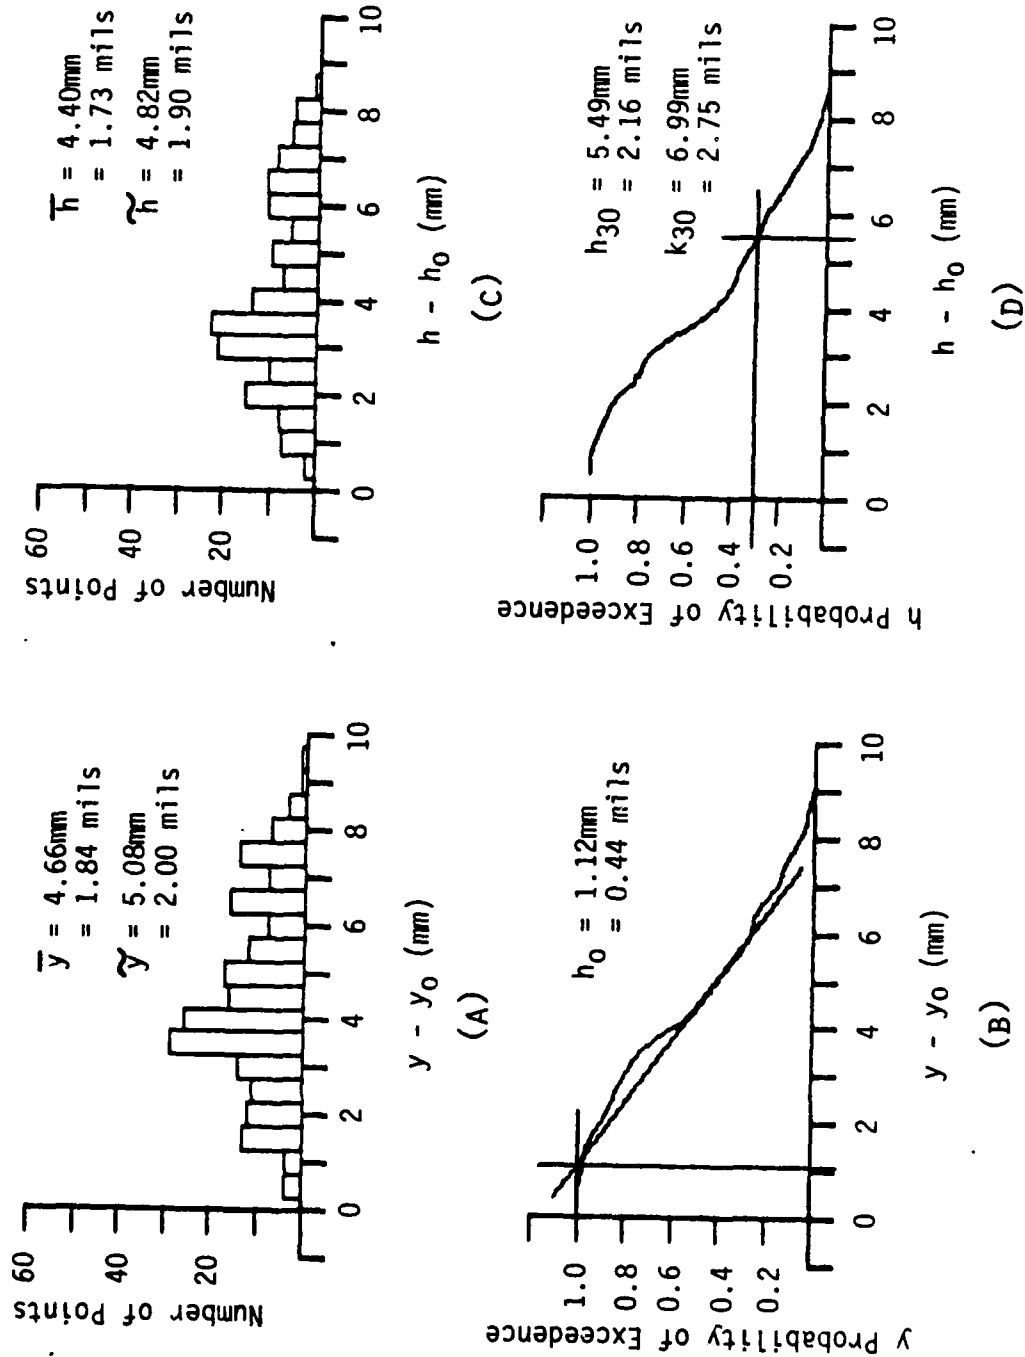 60
40
20
Number of Points
y̅ = 4.66mm
= 1.84 mils
ỹ = 5.08mm
= 2.00 mils
0
2
4
6
8
10
y - y₀ (mm)
(A)
1.0
0.8
0.6
0.4
0.2
y Probability of Exceedence
h₀ = 1.12mm
= 0.44 mils
0
2
4
6
8
10
y - y₀ (mm)
(B)
60
40
20
Number of Points
h̅ = 4.40mm
= 1.73 mils
h̃ = 4.82mm
= 1.90 mils
0
2
4
6
8
10
h - h₀ (mm)
(C)
1.0
0.8
0.6
0.4
0.2
h Probability of Exceedence
h₃₀ = 5.49mm
= 2.16 mils
k₃₀ = 6.99mm
= 2.75 mils
0
2
4
6
8
10
h - h₀ (mm)
(D)